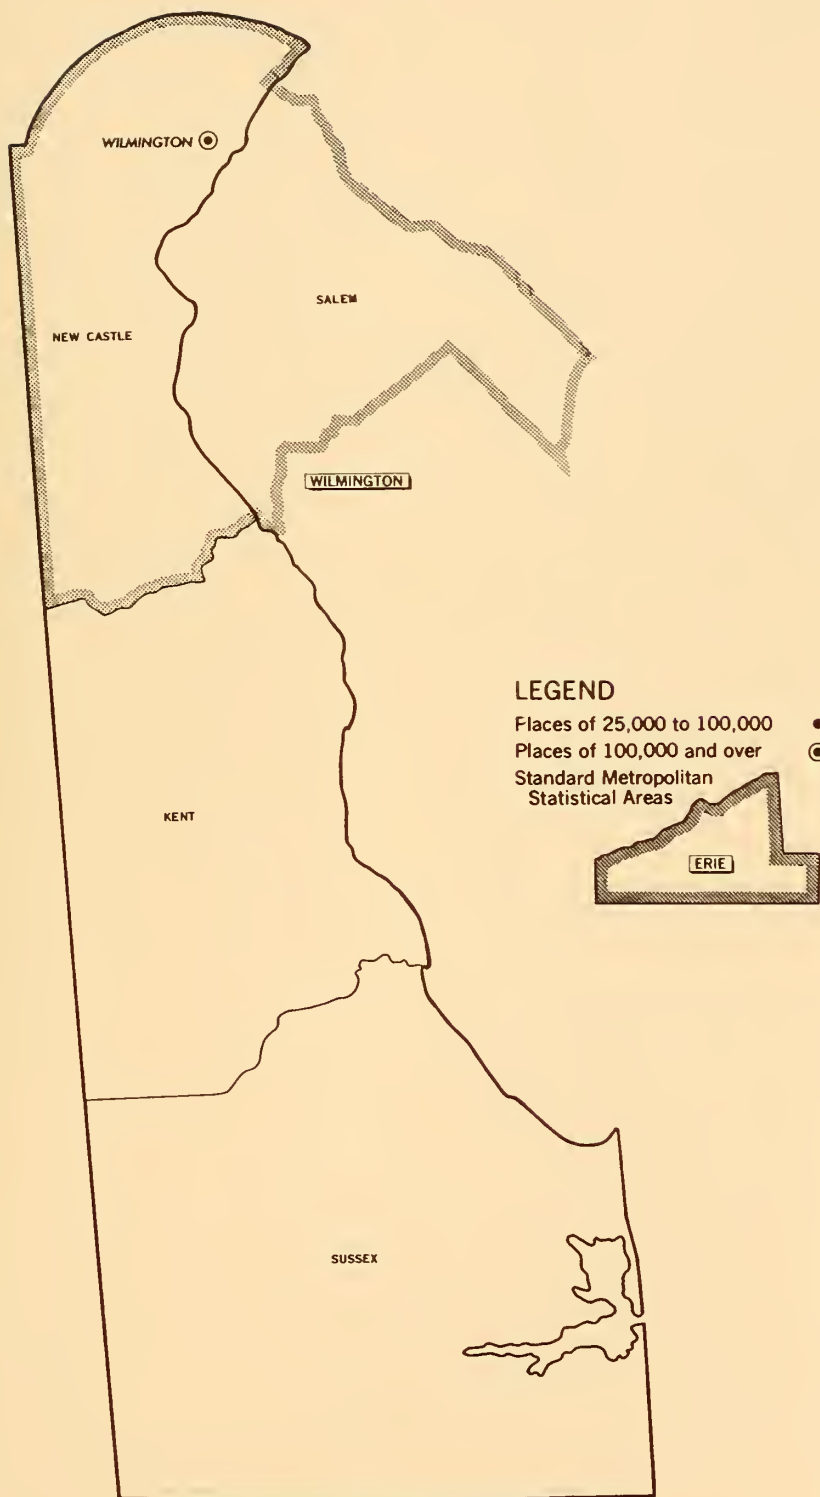 WILMINGTON
SALEM
NEW CASTLE
WILMINGTON
LEGEND
Places of 25,000 to 100,000
Places of 100,000 and over
Standard Metropolitan
Statistical Areas
KENT
ERIE
SUSSEX